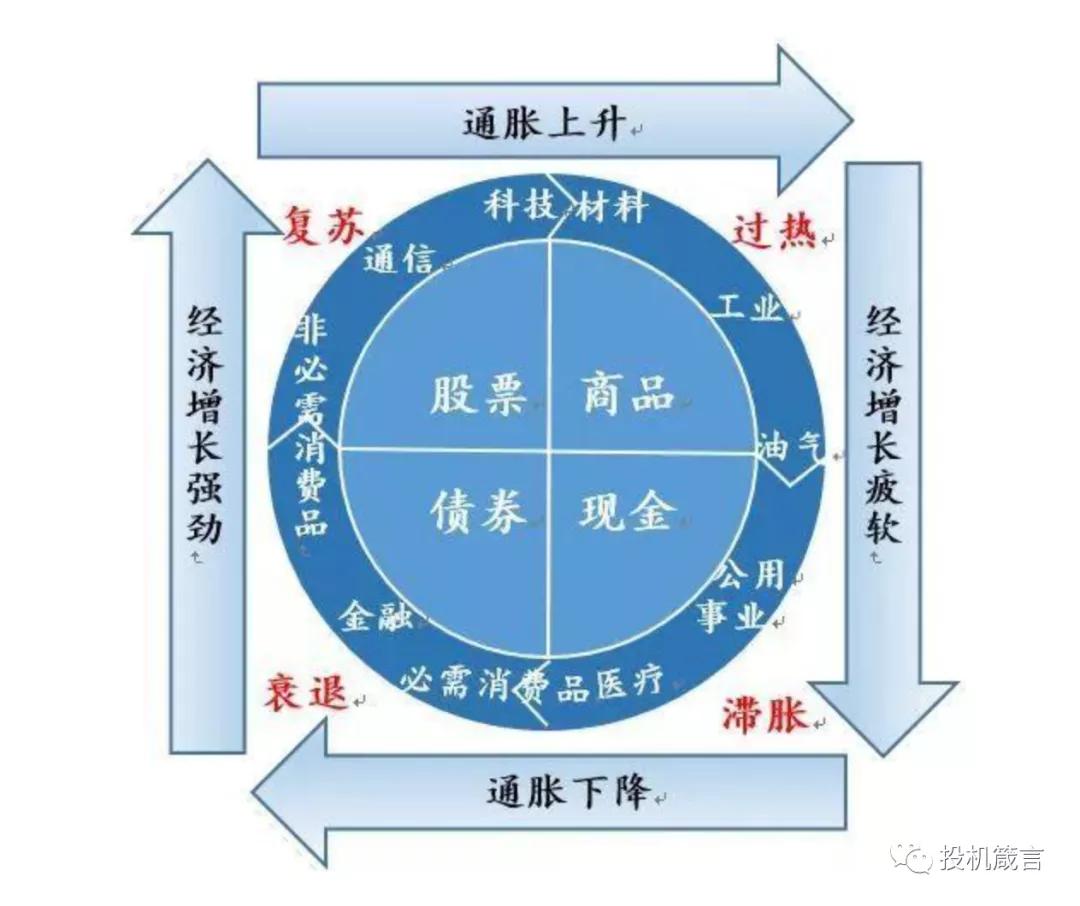 通胀上升
复苏
科技
材料
过热
通信
工业
非必需消费品
经济增长强劲
经济增长疲软
股票
商品
油气
债券
现金
公用
事业
金融
必需消费品医疗
衰退
滞胀
通胀下降
投机箴言